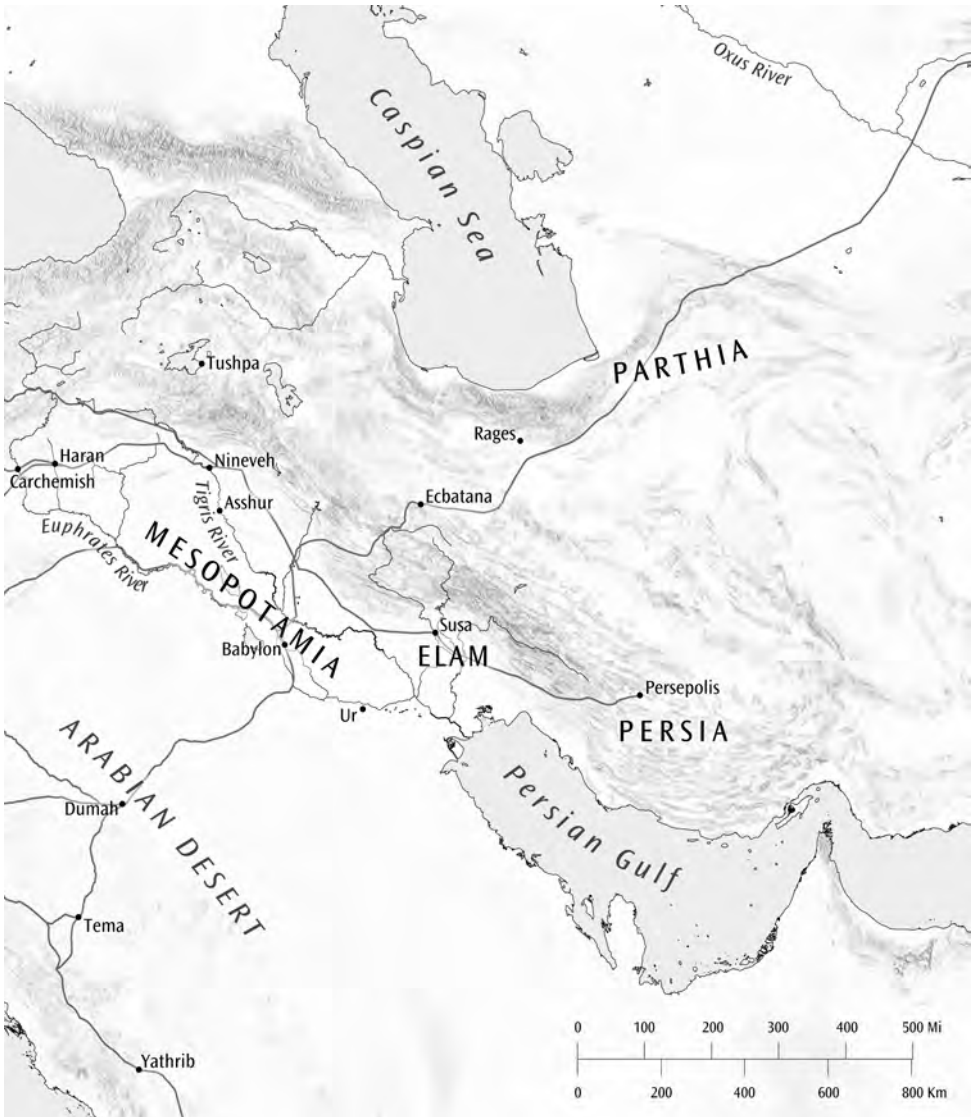 Oxus River
Caspian Sea
Tushpa
PARTHIA
Rages
Haran
Nineveh
Carchemish
Ecbatana
Asshur
Tigris River
Euphrates River
MESOPOTAMIA
Susa
Babylon
ELAM
Persepolis
Ur
PERSIA
ARABIAN DESERT
Persian Gulf
Dumah
Tema
0 100 200 300 400 500 Mi
Yathrib
0 200 400 600 800 Km